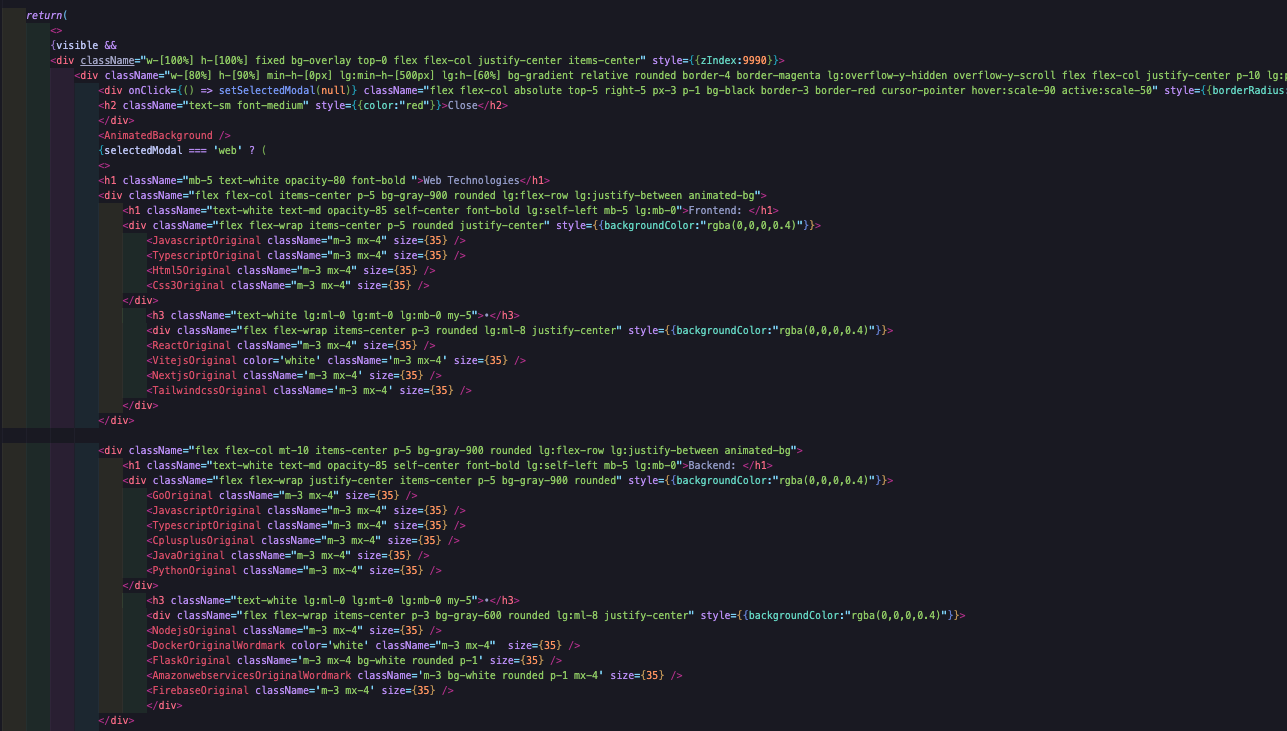 return(
<>
{visible &&
<div className="w-[100%] h-[100%] fixed bg-overlay top-0 flex flex-col justify-center items-center" style={{zIndex:9990}}>
<div className="w-[80%] h-[90%] min-h-[0px] lg:min-h-[500px] lg:h-[60%] bg-gradient relative rounded border-4 border-magenta lg:overflow-y-hidden overflow-y-scroll flex flex-col justify-center p-10 lg:p
<div onClick={() => setSelectedModal(null)} className="flex flex-col absolute top-5 right-5 px-3 p-1 bg-black border-3 border-red cursor-pointer hover:scale-90 active:scale-50" style={{borderRadius:
<h2 className="text-sm font-medium" style={{color:"red"}}>Close</h2>
</div>
<AnimatedBackground />
{selectedModal === 'web' ? (
<>
<h1 className="mb-5 text-white opacity-80 font-bold ">Web Technologies</h1>
<div className="flex flex-col items-center p-5 bg-gray-900 rounded lg:flex-row lg:justify-between animated-bg">
<h1 className="text-white text-md opacity-85 self-center font-bold lg:self-left mb-5 lg:mb-0">Frontend: </h1>
<div className="flex flex-wrap items-center p-5 rounded justify-center" style={{backgroundColor:"rgba(0,0,0,0.4)"}}>
<JavascriptOriginal className="m-3 mx-4" size={35} />
<TypescriptOriginal className="m-3 mx-4" size={35} />
<Html5Original className="m-3 mx-4" size={35} />
<Css3Original className="m-3 mx-4" size={35} />
</div>
<h3 className="text-white lg:ml-0 lg:mt-0 lg:mb-0 my-5">•</h3>
<div className="flex flex-wrap items-center p-3 rounded lg:ml-8 justify-center" style={{backgroundColor:"rgba(0,0,0,0.4)"}}>
<ReactOriginal className="m-3 mx-4" size={35} />
<VitejsOriginal color='white' className='m-3 mx-4' size={35} />
<NextjsOriginal className='m-3 mx-4' size={35} />
<TailwindcssOriginal className='m-3 mx-4' size={35} />
</div>
</div>
<div className="flex flex-col mt-10 items-center p-5 bg-gray-900 rounded lg:flex-row lg:justify-between animated-bg">
<h1 className="text-white text-md opacity-85 self-center font-bold lg:self-left mb-5 lg:mb-0">Backend: </h1>
<div className="flex flex-wrap justify-center items-center p-5 bg-gray-900 rounded" style={{backgroundColor:"rgba(0,0,0,0.4)"}}>
<GoOriginal className="m-3 mx-4" size={35} />
<JavascriptOriginal className="m-3 mx-4" size={35} />
<TypescriptOriginal className="m-3 mx-4" size={35} />
<CplusplusOriginal className="m-3 mx-4" size={35} />
<JavaOriginal className="m-3 mx-4" size={35} />
<PythonOriginal className="m-3 mx-4" size={35} />
</div>
<h3 className="text-white lg:ml-0 lg:mt-0 lg:mb-0 my-5">•</h3>
<div className="flex flex-wrap items-center p-3 bg-gray-600 rounded lg:ml-8 justify-center" style={{backgroundColor:"rgba(0,0,0,0.4)"}}>
<NodejsOriginal className="m-3 mx-4" size={35} />
<DockerOriginalWordmark color='white' className="m-3 mx-4"  size={35} />
<FlaskOriginal className='m-3 mx-4 bg-white rounded p-1' size={35} />
<AmazonwebservicesOriginalWordmark className='m-3 bg-white rounded p-1 mx-4' size={35} />
<FirebaseOriginal className='m-3 mx-4' size={35} />
</div>
</div>